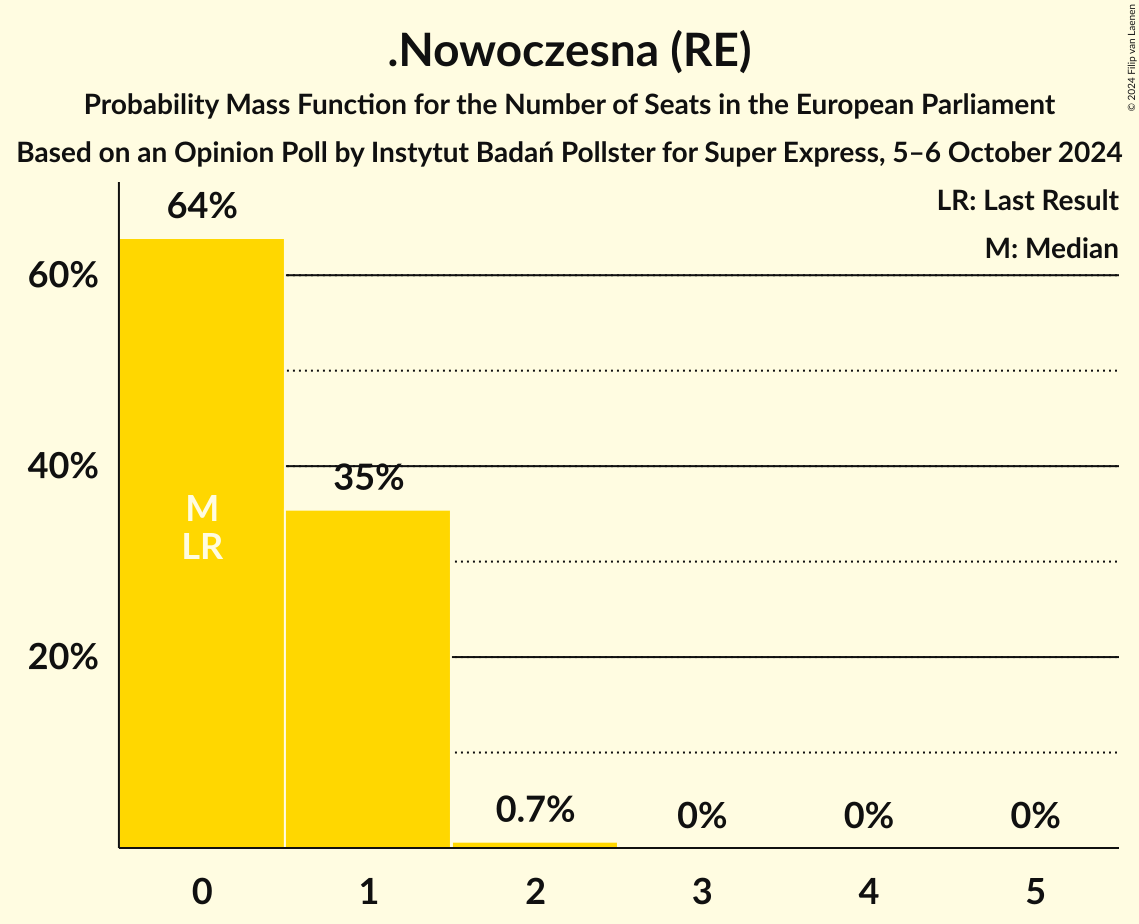 .Nowoczesna (RE)
Probability Mass Function for the Number of Seats in the European Parliament
Based on an Opinion Poll by Instytut Badań Pollster for Super Express, 5–6 October 2024
© 2024 Filip van Laenen
LR: Last Result
M: Median
64%
60%
40%
35%
M
LR
20%
0.7%
0%
0%
0%
0
1
2
3
4
5